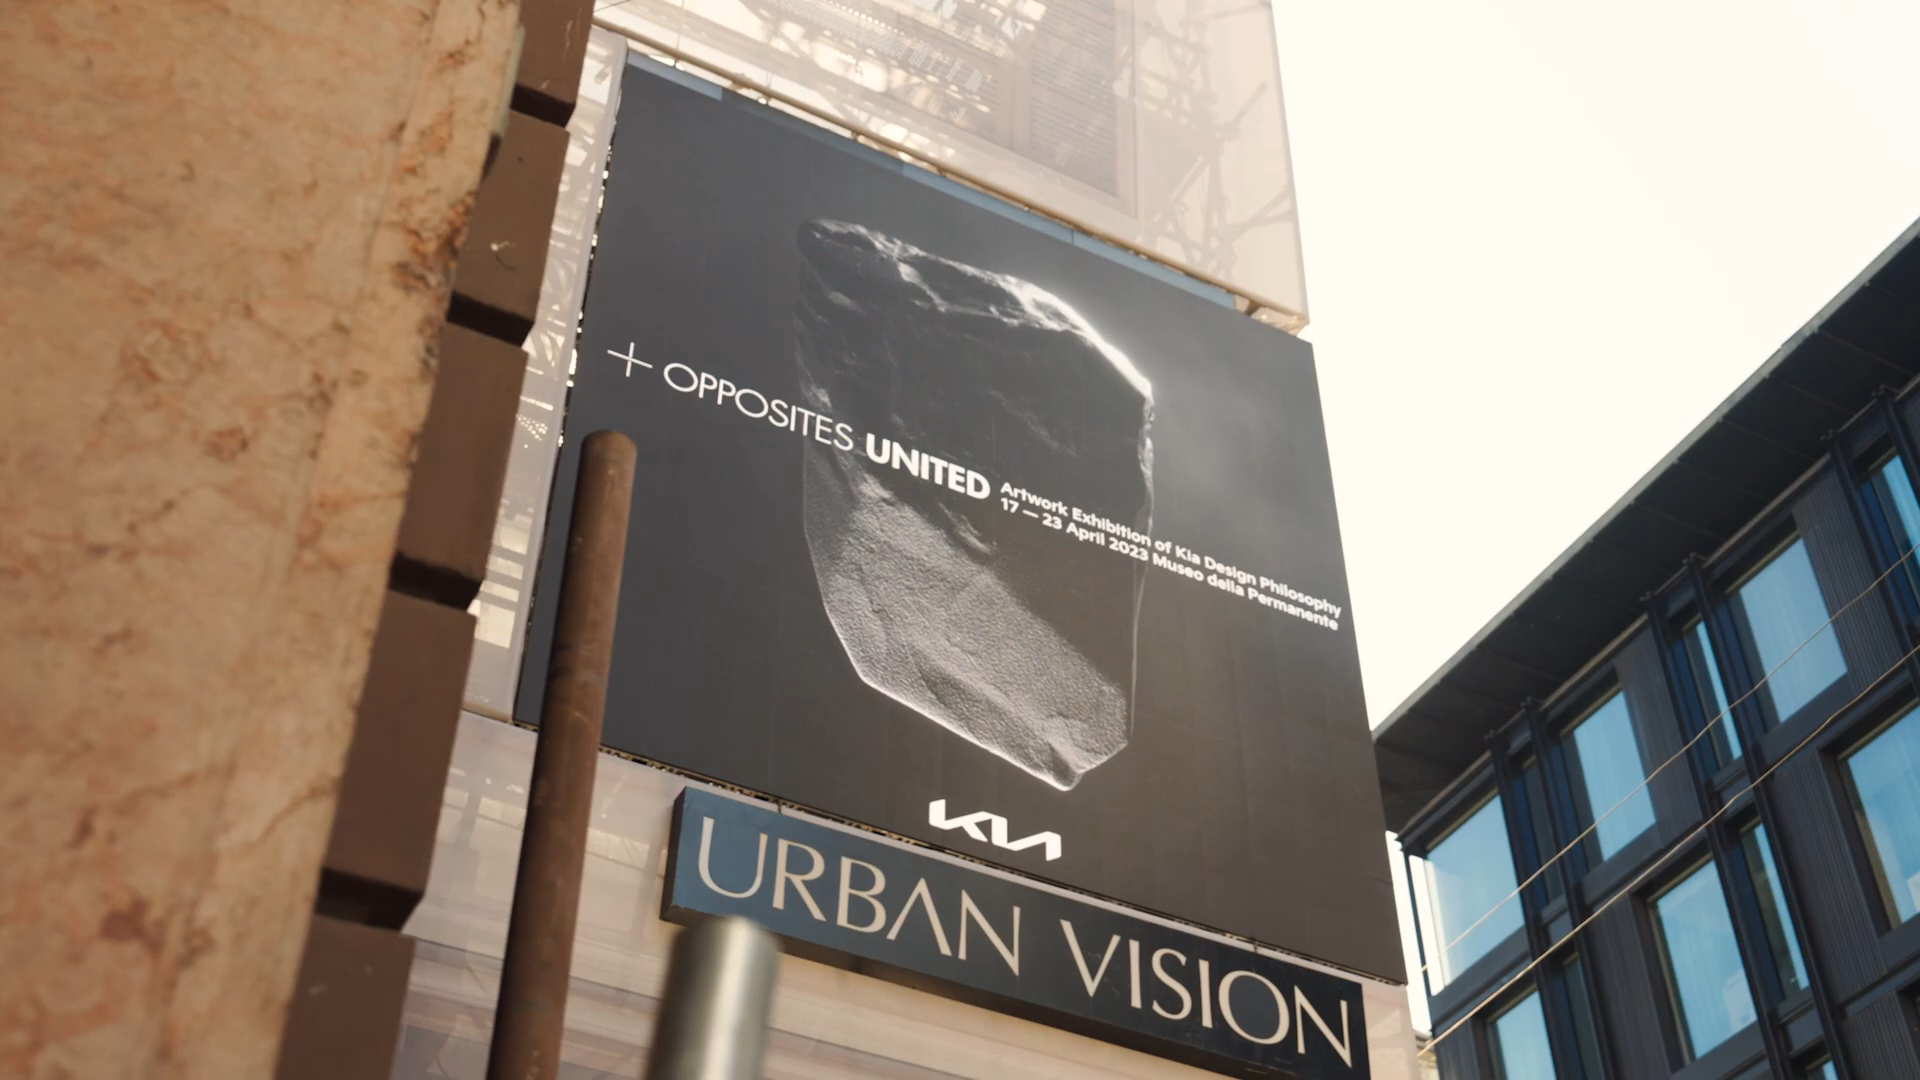 + OPPOSITES UNITED
Artwork Exhibition of Kia Design Philosophy
17 — 23 April 2023 Museo della Permanente
KIA
URBAN VISION